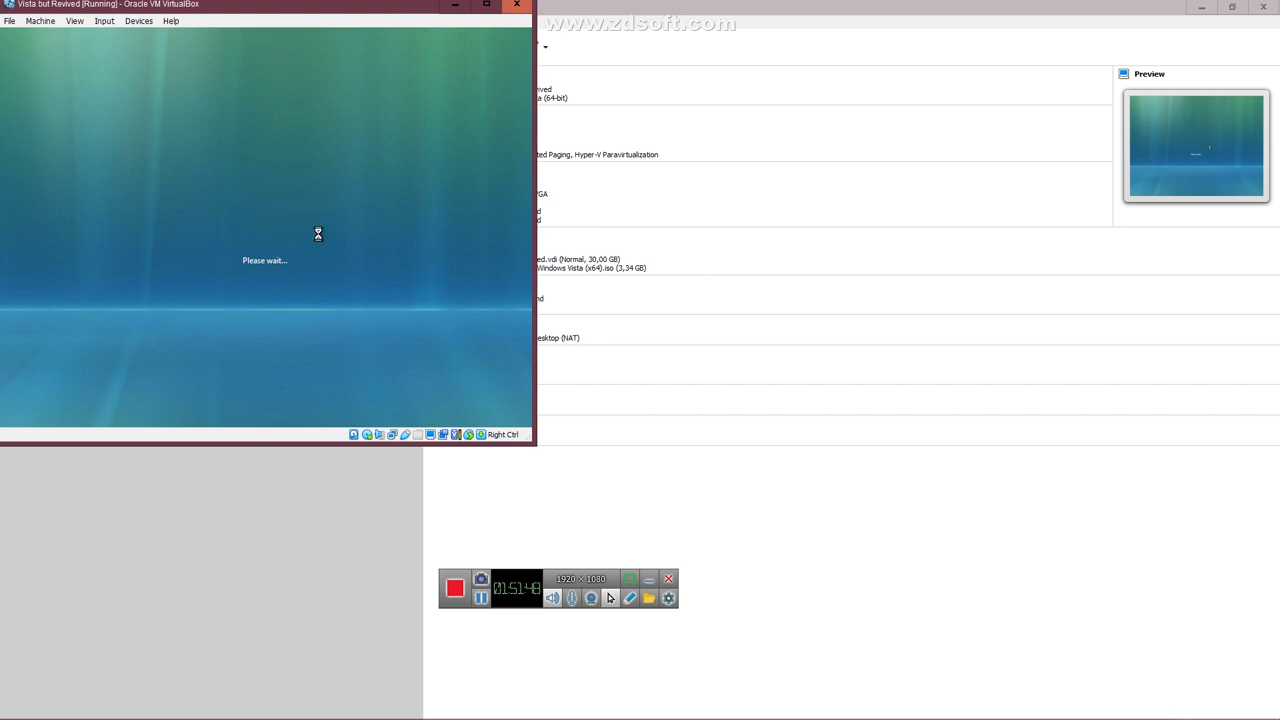 Vista but Revived [Running] - Oracle VM VirtualBox
www.zdsoft.com
File Machine View Input Devices Help
Preview
ived
ta (64-bit)
ted Paging, Hyper-V Paravirtualization
GA
d
d
Please wait...
ed.vdi (Normal, 30,00 GB)
Windows Vista (x64).iso (3,34 GB)
nd
esktop (NAT)
Right Ctrl
01:51:48
1920 × 1080